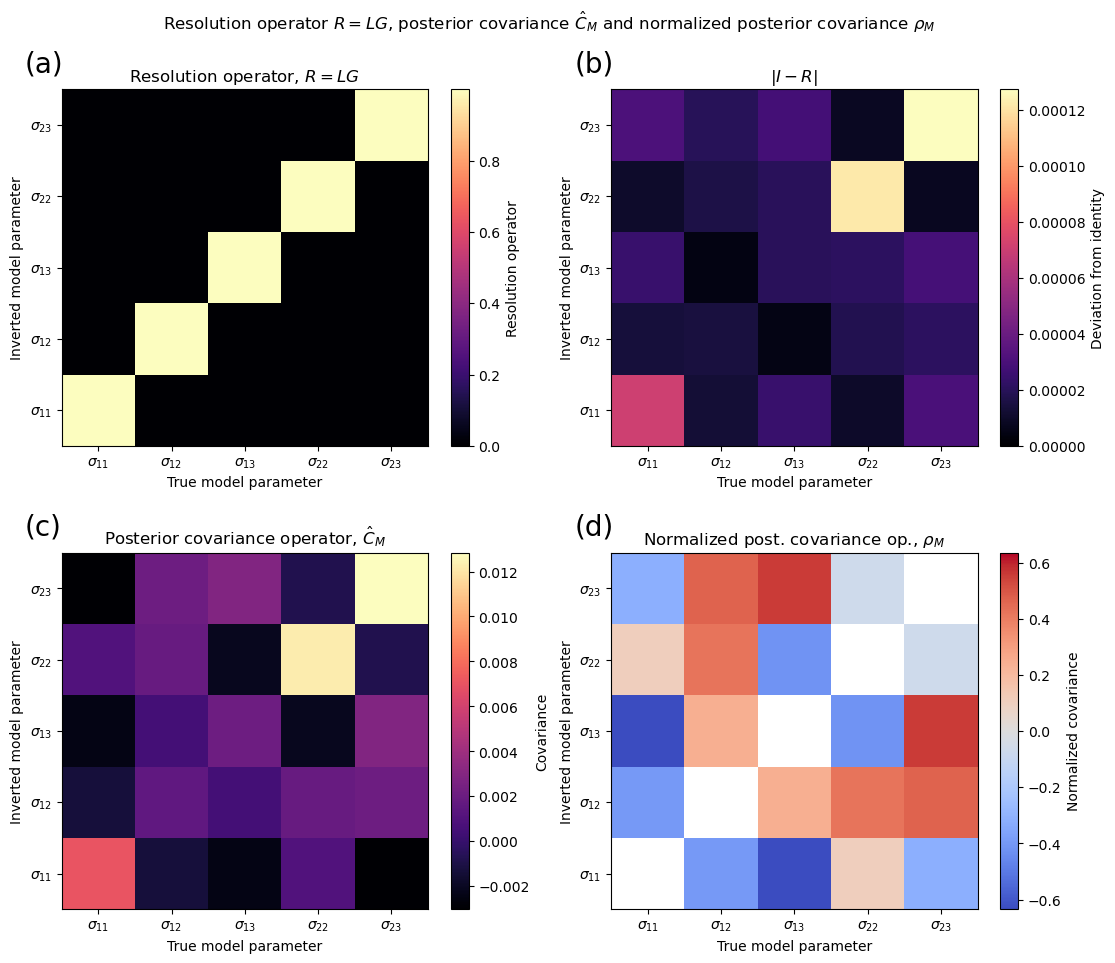 Resolution operator R = LG, posterior covariance Ĉ_M and normalized posterior covariance ρ_M
(a)
Resolution operator, R = LG
σ₂₃
σ₂₂
σ₁₃
σ₁₂
σ₁₁
Inverted model parameter
σ₁₁ σ₁₂ σ₁₃ σ₂₂ σ₂₃
True model parameter
0.8
0.6
0.4
0.2
0.0
Resolution operator
(b)
|I − R|
σ₂₃
σ₂₂
σ₁₃
σ₁₂
σ₁₁
Inverted model parameter
σ₁₁ σ₁₂ σ₁₃ σ₂₂ σ₂₃
True model parameter
0.00012
0.00010
0.00008
0.00006
0.00004
0.00002
0.00000
Deviation from identity
(c)
Posterior covariance operator, Ĉ_M
σ₂₃
σ₂₂
σ₁₃
σ₁₂
σ₁₁
Inverted model parameter
σ₁₁ σ₁₂ σ₁₃ σ₂₂ σ₂₃
True model parameter
0.012
0.010
0.008
0.006
0.004
0.002
0.000
−0.002
Covariance
(d)
Normalized post. covariance op., ρ_M
σ₂₃
σ₂₂
σ₁₃
σ₁₂
σ₁₁
Inverted model parameter
σ₁₁ σ₁₂ σ₁₃ σ₂₂ σ₂₃
True model parameter
0.6
0.4
0.2
0.0
−0.2
−0.4
−0.6
Normalized covariance